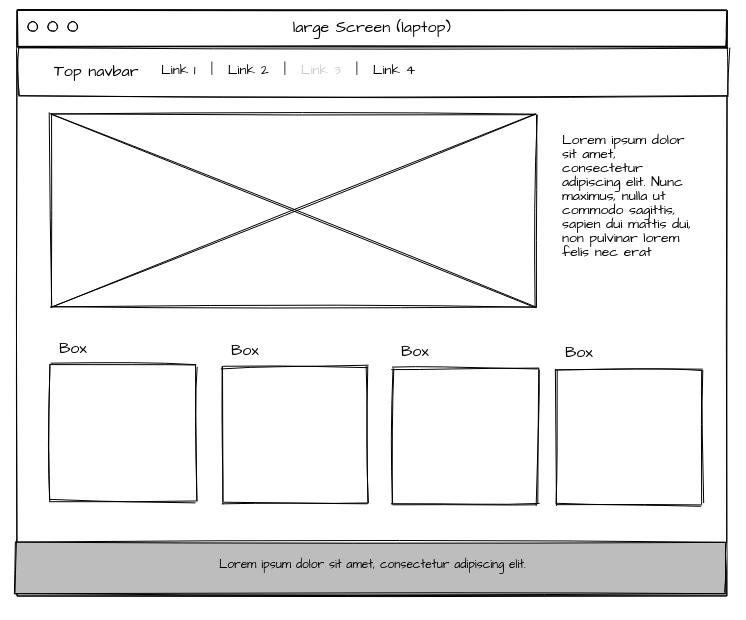 large Screen (laptop)
Top navbar Link 1 | Link 2 | Link 3 | Link 4
Lorem ipsum dolor
sit amet,
consectetur
adipiscing elit. Nunc
maximus, nulla ut
commodo sagittis,
sapien dui mattis dui,
non pulvinar lorem
felis nec erat
Box Box Box Box
Lorem ipsum dolor sit amet, consectetur adipiscing elit.